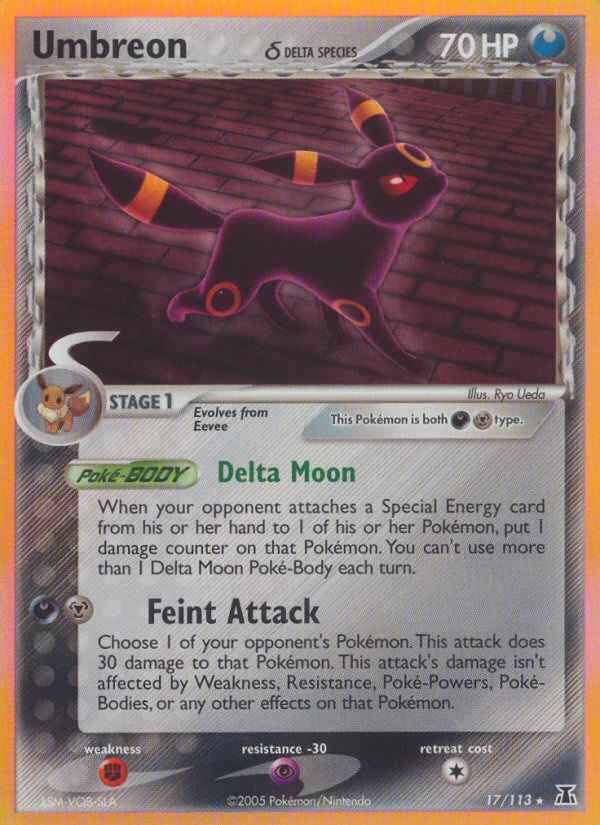 Umbreon δ DELTA SPECIES 70 HP
Illus. Ryo Ueda
STAGE 1
Evolves from
Eevee
This Pokémon is both type.
Poké-BODY Delta Moon
When your opponent attaches a Special Energy card
from his or her hand to 1 of his or her Pokémon, put 1
damage counter on that Pokémon. You can't use more
than 1 Delta Moon Poké-Body each turn.
Feint Attack
Choose 1 of your opponent's Pokémon. This attack does
30 damage to that Pokémon. This attack's damage isn't
affected by Weakness, Resistance, Poké-Powers, Poké-
Bodies, or any other effects on that Pokémon.
weakness resistance -30 retreat cost
©2005 Pokémon/Nintendo 17/113 ★